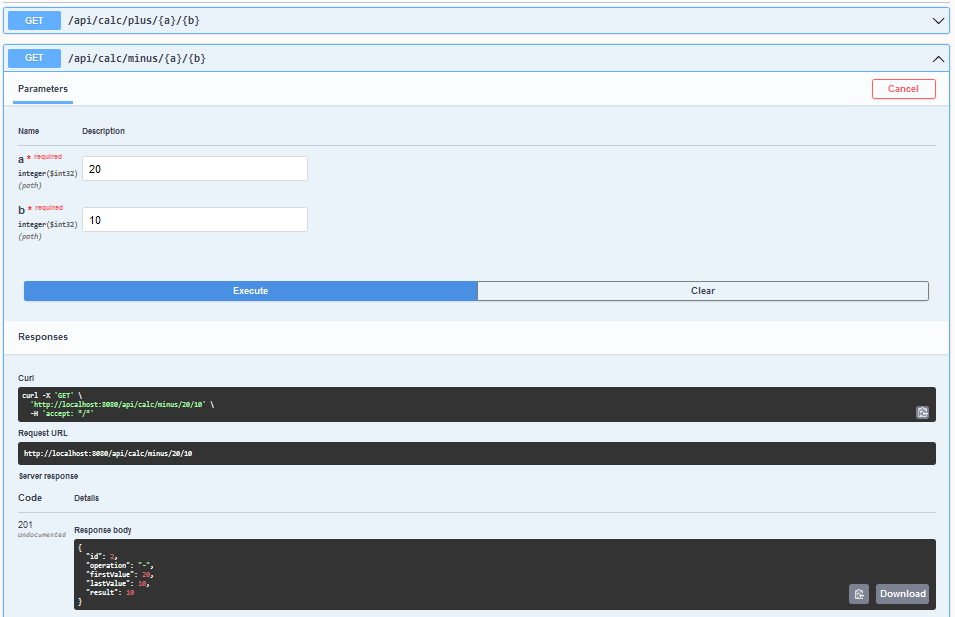 GET /api/calc/plus/{a}/{b}
GET /api/calc/minus/{a}/{b}
Parameters Cancel
Name Description
a * required
integer($int32) 20
(path)
b * required
integer($int32) 10
(path)
Execute Clear
Responses
Curl
curl -X 'GET' \
'http://localhost:8080/api/calc/minus/20/10' \
-H 'accept: */*'
Request URL
http://localhost:8080/api/calc/minus/20/10
Server response
Code Details
201
Undocumented
Response body
{
"id": 2,
"operation": "-",
"firstValue": 20,
"lastValue": 10,
"result": 10
}
Download